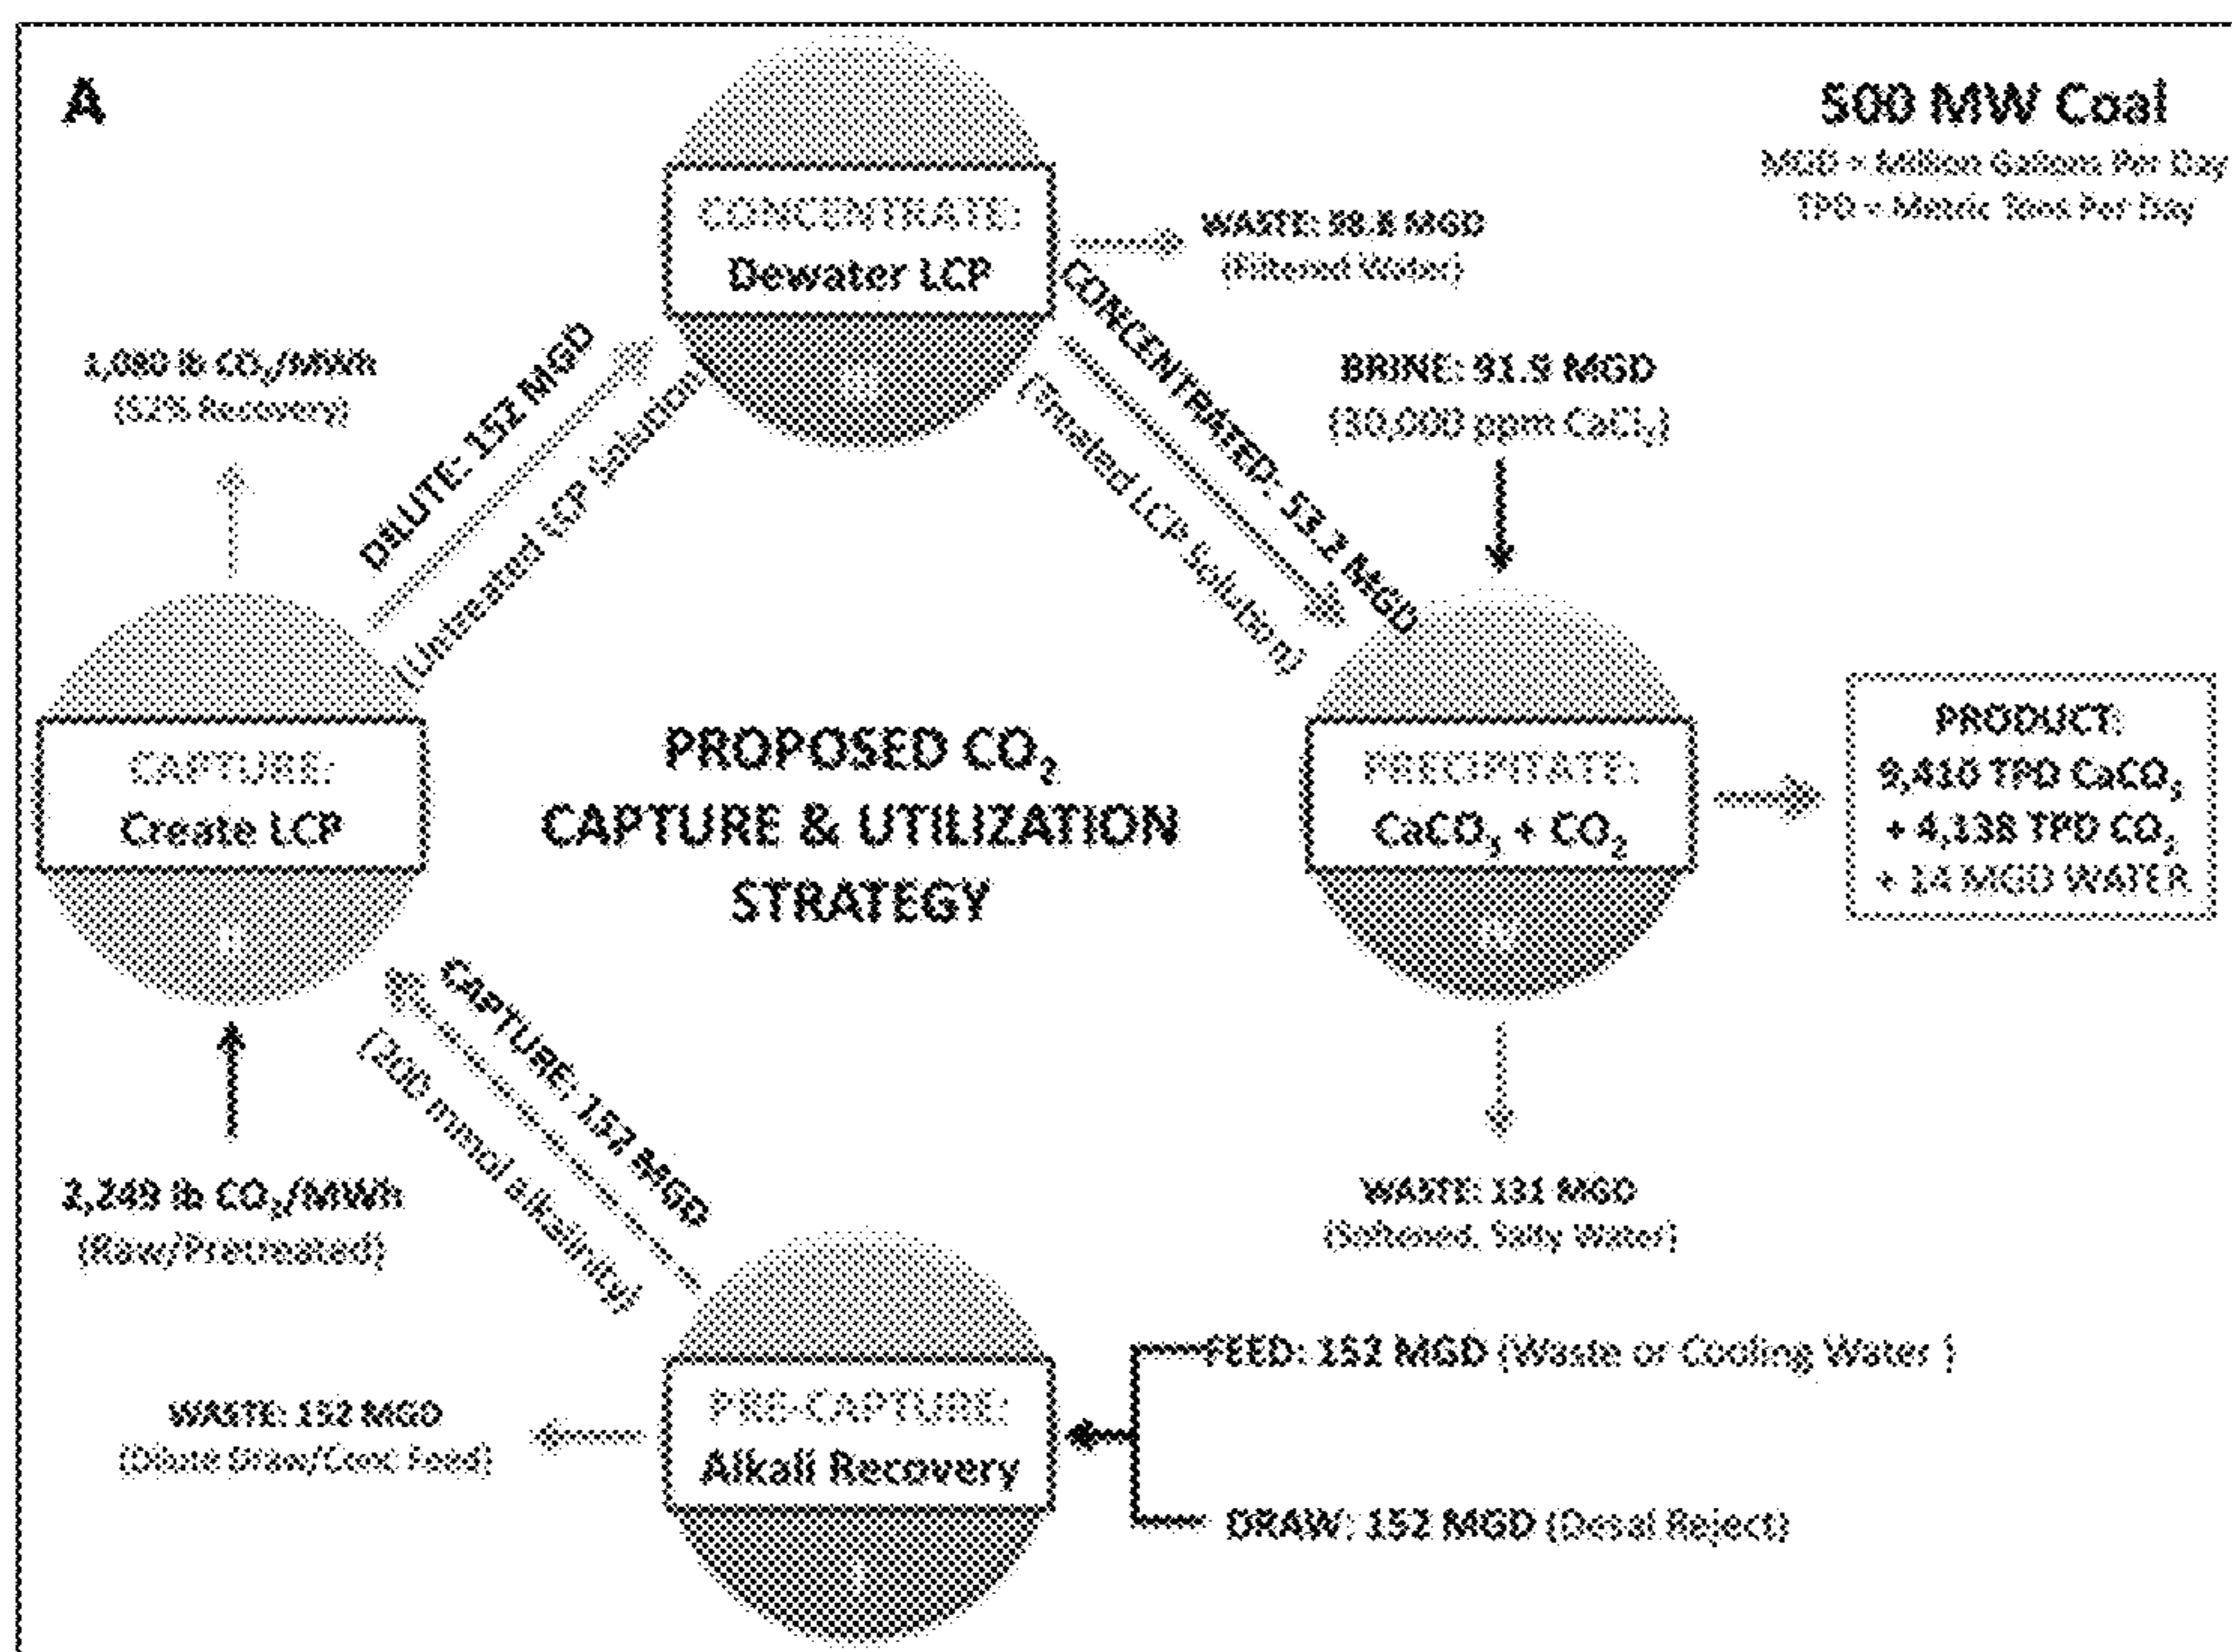 A
500 MW Coal
MGD = Million Gallons Per Day
TPD = Metric Tons Per Day
CONCENTRATE:
Dewater LCP
WASTE: 98.8 MGD
(Filtered Water)
1,080 lb CO₂/MWh
(52% Recovery)
DILUTE: 152 MGD
(Untreated LCP Solution)
CONCENTRATED: 53.2 MGD
(Treated LCP Solution)
BRINE: 91.9 MGD
(30,000 ppm CaCl₂)
CAPTURE:
Create LCP
PROPOSED CO₂
CAPTURE & UTILIZATION
STRATEGY
PRECIPITATE:
CaCO₃ + CO₂
PRODUCT:
9,410 TPD CaCO₃
+ 4,138 TPD CO₂
+ 14 MGD WATER
2,249 lb CO₂/MWh
(Raw/Pretreated)
CAPTURE: 157 MGD
(200 mmol alkalinity)
WASTE: 131 MGD
(Softened, Salty Water)
PRE-CAPTURE:
Alkali Recovery
WASTE: 152 MGD
(Dilute Draw/Conc Feed)
FEED: 152 MGD (Waste or Cooling Water )
DRAW: 152 MGD (Desal Reject)